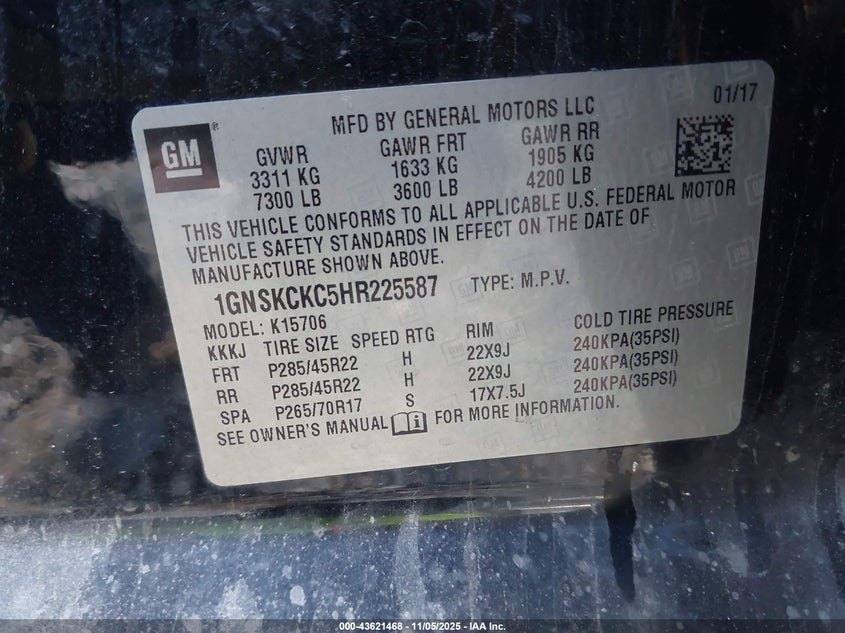 01/17
MFD BY GENERAL MOTORS LLC
GM®
GVWR GAWR FRT GAWR RR
3311 KG 1633 KG 1905 KG
7300 LB 3600 LB 4200 LB
THIS VEHICLE CONFORMS TO ALL APPLICABLE U.S. FEDERAL MOTOR
VEHICLE SAFETY STANDARDS IN EFFECT ON THE DATE OF
MANUFACTURE SHOWN ABOVE.
1GNSKCKC5HR225587 TYPE: M.P.V.
MODEL: K15706
KKKJ TIRE SIZE SPEED RTG RIM COLD TIRE PRESSURE
FRT P285/45R22 H 22X9J 240KPA(35PSI)
RR P285/45R22 H 22X9J 240KPA(35PSI)
SPA P265/70R17 S 17X7.5J 240KPA(35PSI)
SEE OWNER'S MANUAL FOR MORE INFORMATION.
000-43621468 - 11/05/2025 - IAA Inc.